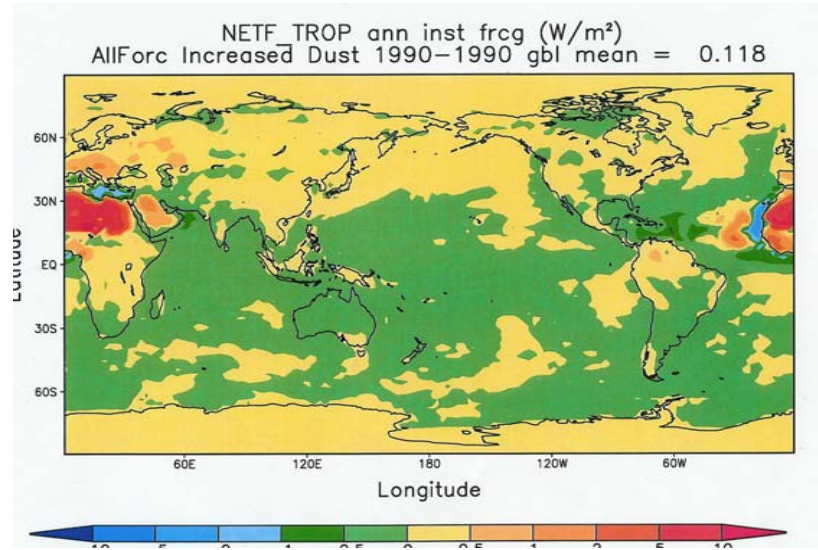 NETF_TROP ann inst frcg (W/m²)
AllForc Increased Dust 1990-1990 gbl mean = 0.118
60N
30N
EQ
30S
60S
Latitude
60E 120E 180 120W 60W
Longitude